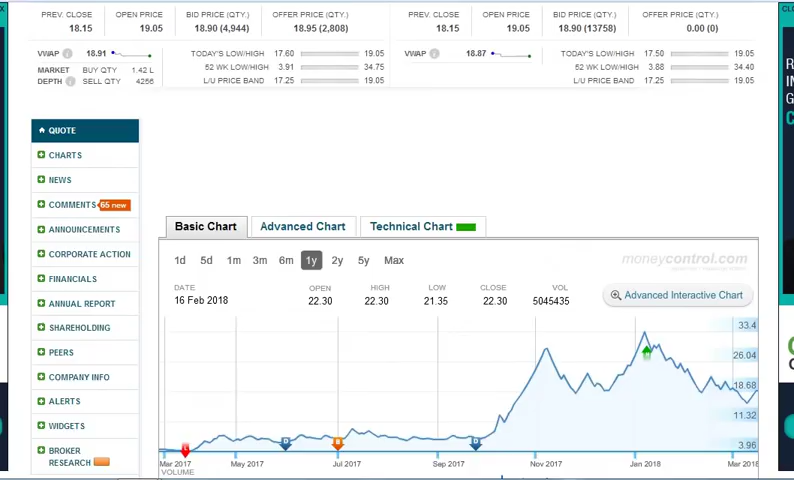 PREV. CLOSE OPEN PRICE BID PRICE (QTY.) OFFER PRICE (QTY.) PREV. CLOSE OPEN PRICE BID PRICE (QTY.) OFFER PRICE (QTY.)
18.15 19.05 18.90 (4,944) 18.95 (2,808) 18.15 19.05 18.90 (13758) 0.00 (0)
VWAP i 18.91 TODAY'S LOW/HIGH 17.60 19.05 VWAP i 18.87 TODAY'S LOW/HIGH 17.50 19.05
MARKET BUY QTY 1.42 L 52 WK LOW/HIGH 3.91 34.75 52 WK LOW/HIGH 3.88 34.40
DEPTH i SELL QTY 4256 L/U PRICE BAND 17.25 19.05 L/U PRICE BAND 17.25 19.05
QUOTE
CHARTS
NEWS
COMMENTS 65 new
ANNOUNCEMENTS
CORPORATE ACTION
FINANCIALS
ANNUAL REPORT
SHAREHOLDING
PEERS
COMPANY INFO
ALERTS
WIDGETS
BROKER
RESEARCH
Basic Chart Advanced Chart Technical Chart
1d 5d 1m 3m 6m 1y 2y 5y Max
moneycontrol.com
DATE OPEN HIGH LOW CLOSE VOL
16 Feb 2018 22.30 22.30 21.35 22.30 5045435
Advanced Interactive Chart
33.4
26.04
18.68
11.32
3.96
D D
Mar 2017 May 2017 Jul 2017 Sep 2017 Nov 2017 Jan 2018 Mar 2018
VOLUME